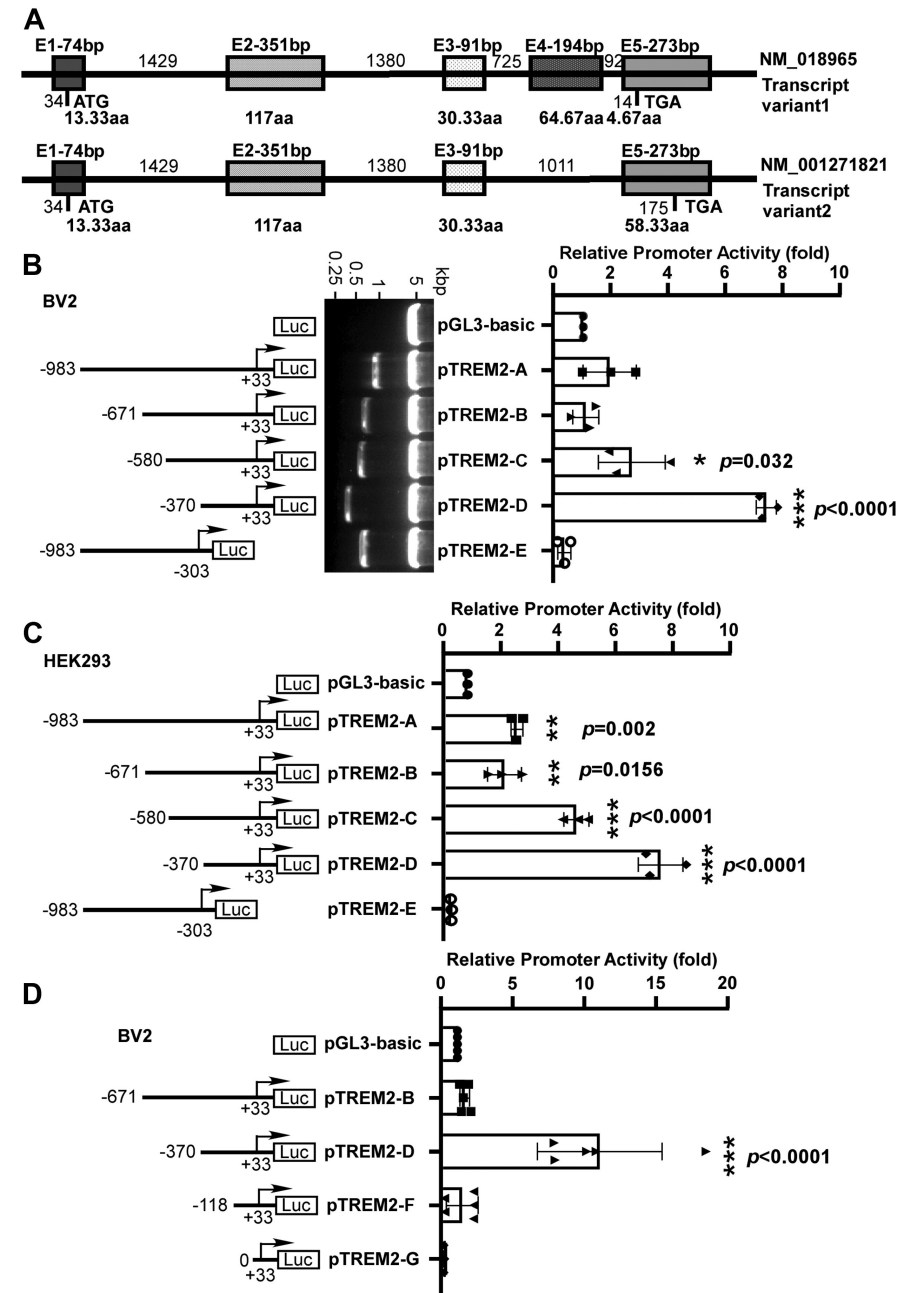 A
E1-74bp E2-351bp E3-91bp E4-194bp E5-273bp
1429 1380 725 92 NM_018965
Transcript
variant1
34 ATG 14 TGA
13.33aa 117aa 30.33aa 64.67aa 4.67aa
E1-74bp E2-351bp E3-91bp E5-273bp
1429 1380 1011 NM_001271821
Transcript
variant2
34 ATG 175 TGA
13.33aa 117aa 30.33aa 58.33aa
B
Relative Promoter Activity (fold)
0 2 4 6 8 10
BV2
0.25 0.5 1 5 kbp
Luc pGL3-basic
-983 +33 Luc pTREM2-A
-671 +33 Luc pTREM2-B
-580 +33 Luc pTREM2-C * p=0.032
-370 +33 Luc pTREM2-D *** p<0.0001
-983 -303 Luc pTREM2-E
C
Relative Promoter Activity (fold)
0 2 4 6 8 10
HEK293
Luc pGL3-basic
-983 +33 Luc pTREM2-A ** p=0.002
-671 +33 Luc pTREM2-B ** p=0.0156
-580 +33 Luc pTREM2-C *** p<0.0001
-370 +33 Luc pTREM2-D *** p<0.0001
-983 -303 Luc pTREM2-E
D
Relative Promoter Activity (fold)
0 5 10 15 20
BV2
Luc pGL3-basic
-671 +33 Luc pTREM2-B
-370 +33 Luc pTREM2-D *** p<0.0001
-118 +33 Luc pTREM2-F
0 +33 Luc pTREM2-G